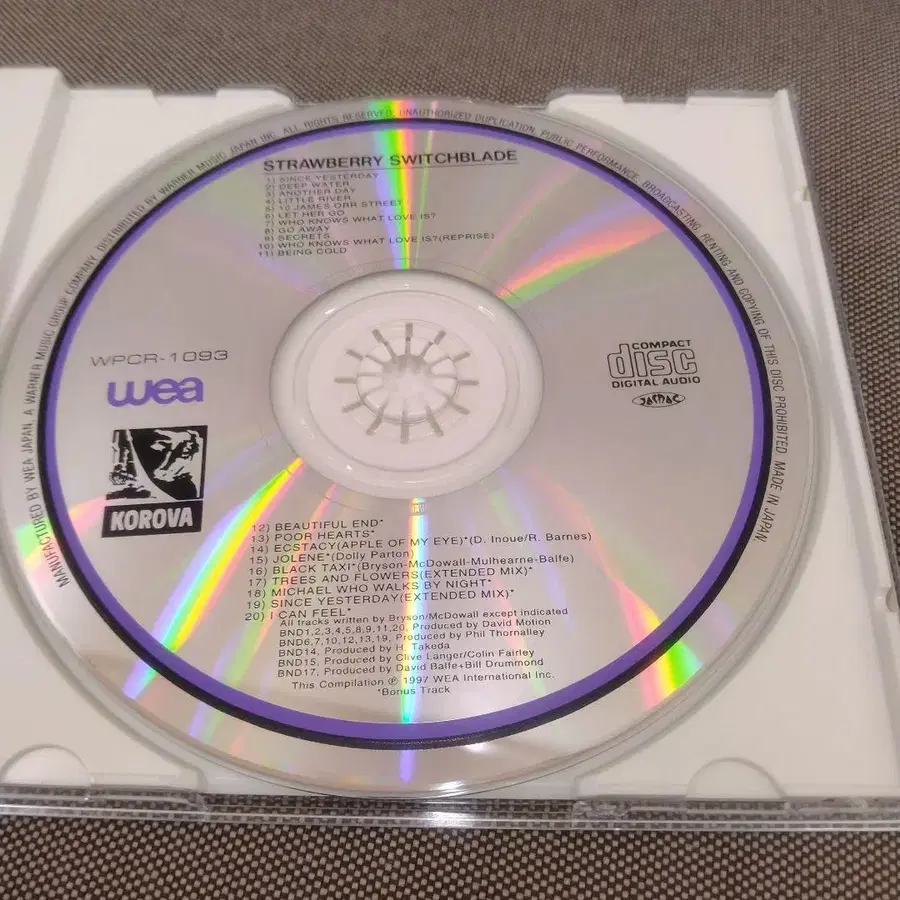 MANUFACTURED BY WEA JAPAN, A WARNER MUSIC GROUP COMPANY. DISTRIBUTED BY WARNER MUSIC JAPAN INC. ALL RIGHTS RESERVED. UNAUTHORIZED DUPLICATION, PUBLIC PERFORMANCE, BROADCASTING, RENTING AND COPYING OF THIS DISC PROHIBITED. MADE IN JAPAN.
STRAWBERRY SWITCHBLADE
1) SINCE YESTERDAY
2) DEEP WATER
3) ANOTHER DAY
4) LITTLE RIVER
5) 10 JAMES ORR STREET
6) LET HER GO
7) WHO KNOWS WHAT LOVE IS?
8) GO AWAY
9) SECRETS
10) WHO KNOWS WHAT LOVE IS?(REPRISE)
11) BEING COLD
WPCR-1093
wea
KOROVA
COMPACT
disc
DIGITAL AUDIO
JASRAC
12) BEAUTIFUL END*
13) POOR HEARTS*
14) ECSTACY(APPLE OF MY EYE)*(D. Inoue/R. Barnes)
15) JOLENE*(Dolly Parton)
16) BLACK TAXI*(Bryson-McDowall-Mulhearne-Balfe)
17) TREES AND FLOWERS(EXTENDED MIX)*
18) MICHAEL WHO WALKS BY NIGHT*
19) SINCE YESTERDAY(EXTENDED MIX)*
20) I CAN FEEL*
All tracks written by Bryson/McDowall except indicated
BND1,2,3,4,5,8,9,11,20, Produced by David Motion
BND6,7,10,12,13,19, Produced by Phil Thornalley
BND14, Produced by H. Takeda
BND15, Produced by Clive Langer/Colin Fairley
BND17, Produced by David Balfe+Bill Drummond
This Compilation ℗ 1997 WEA International Inc.
*Bonus Track